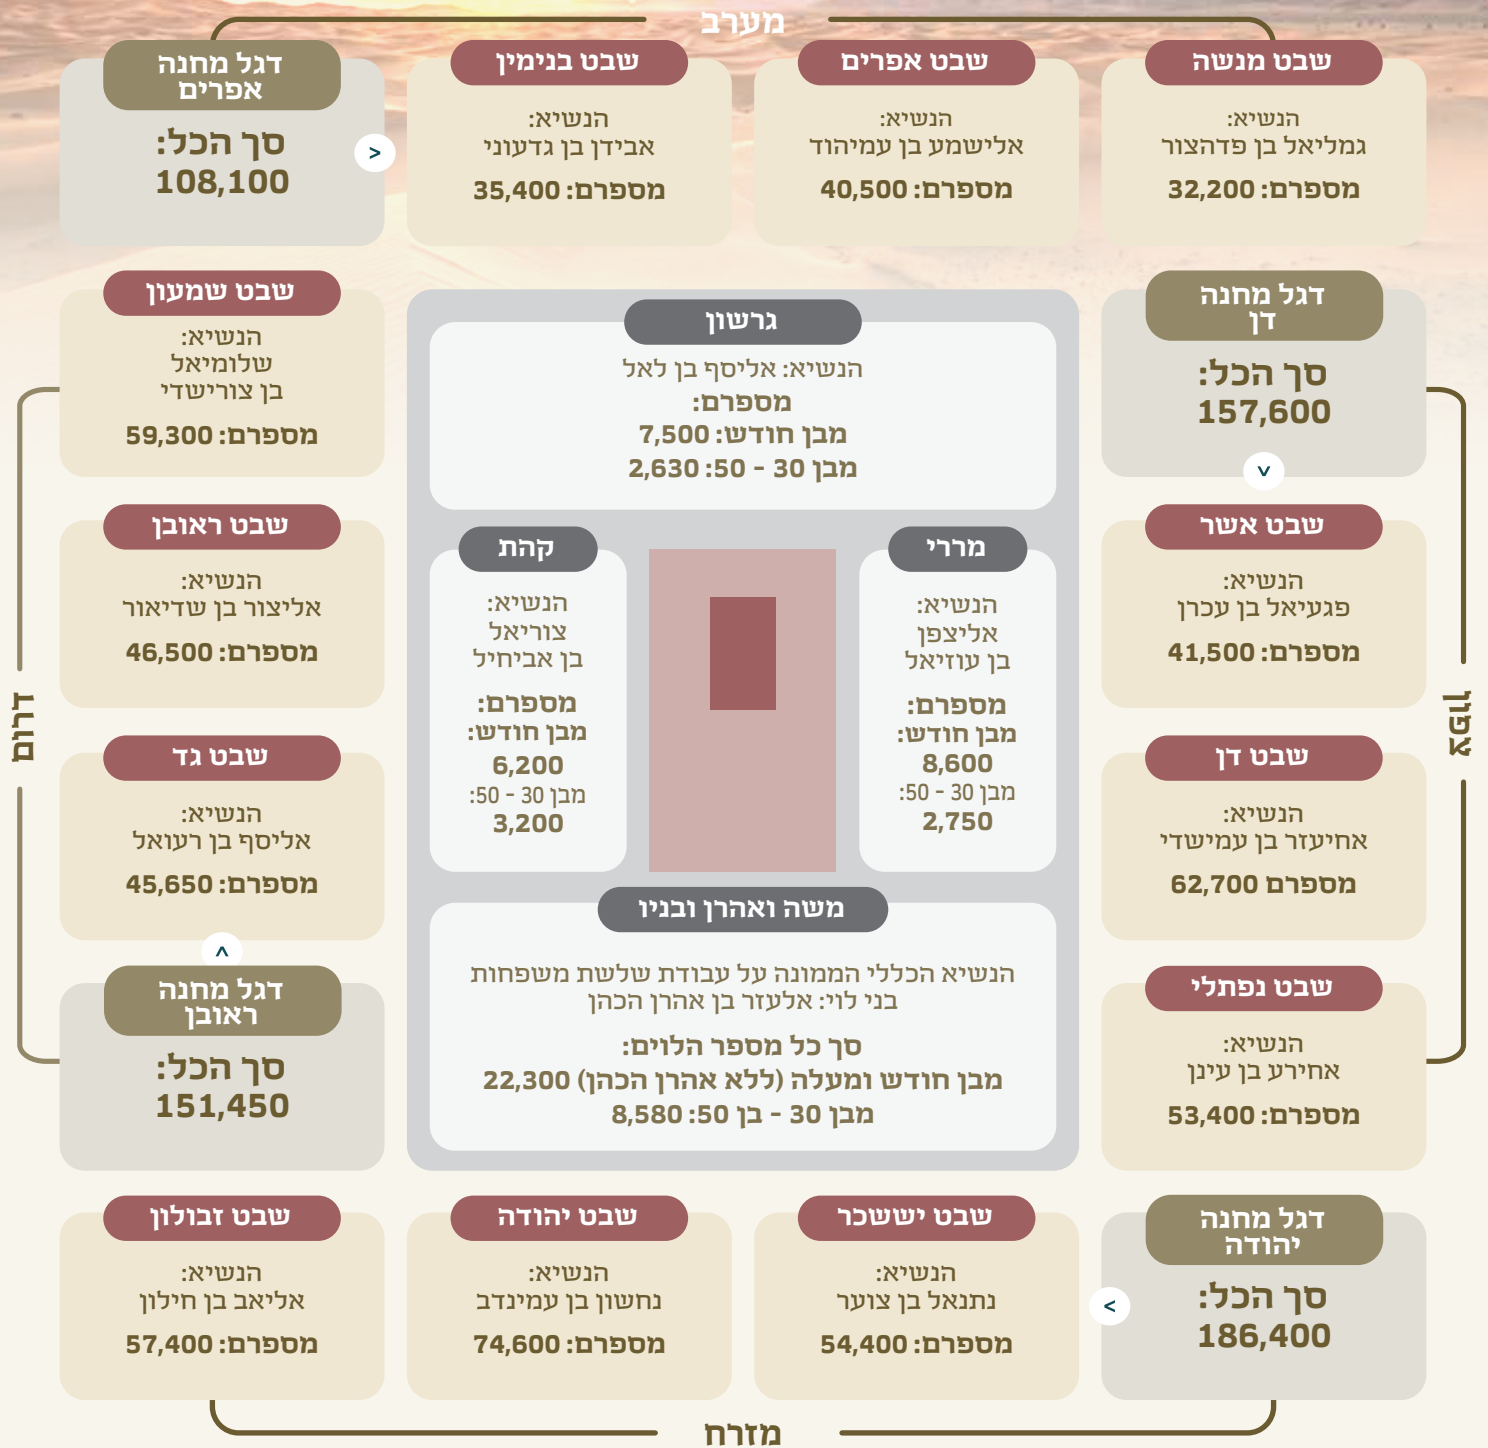 מערב
שבט מנשה
הנשיא:
גמליאל בן פדהצור
מספרם: 32,200
שבט אפרים
הנשיא:
אלישמע בן עמיהוד
מספרם: 40,500
שבט בנימין
הנשיא:
אבידן בן גדעוני
מספרם: 35,400
>
דגל מחנה
אפרים
סך הכל:
108,100
צפון
דגל מחנה
דן
סך הכל:
157,600
>
שבט אשר
הנשיא:
פגעיאל בן עכרן
מספרם: 41,500
שבט דן
הנשיא:
אחיעזר בן עמישדי
מספרם 62,700
שבט נפתלי
הנשיא:
אחירע בן עינן
מספרם: 53,400
גרשון
הנשיא: אליסף בן לאל
מספרם:
מבן חודש: 7,500
מבן 30 - 50: 2,630
מררי
הנשיא:
אליצפן
בן עוזיאל
מספרם:
מבן חודש:
8,600
מבן 30 - 50:
2,750
קהת
הנשיא:
צוריאל
בן אביחיל
מספרם:
מבן חודש:
6,200
מבן 30 - 50:
3,200
משה ואהרן ובניו
הנשיא הכללי הממונה על עבודת שלשת משפחות
בני לוי: אלעזר בן אהרן הכהן
סך כל מספר הלוים:
מבן חודש ומעלה (ללא אהרן הכהן) 22,300
מבן 30 - בן 50: 8,580
שבט שמעון
הנשיא:
שלומיאל
בן צורישדי
מספרם: 59,300
שבט ראובן
הנשיא:
אליצור בן שדיאור
מספרם: 46,500
שבט גד
הנשיא:
אליסף בן רעואל
מספרם: 45,650
>
דגל מחנה
ראובן
סך הכל:
151,450
דרום
דגל מחנה
יהודה
סך הכל:
186,400
>
שבט יששכר
הנשיא:
נתנאל בן צוער
מספרם: 54,400
שבט יהודה
הנשיא:
נחשון בן עמינדב
מספרם: 74,600
שבט זבולון
הנשיא:
אליאב בן חילון
מספרם: 57,400
מזרח